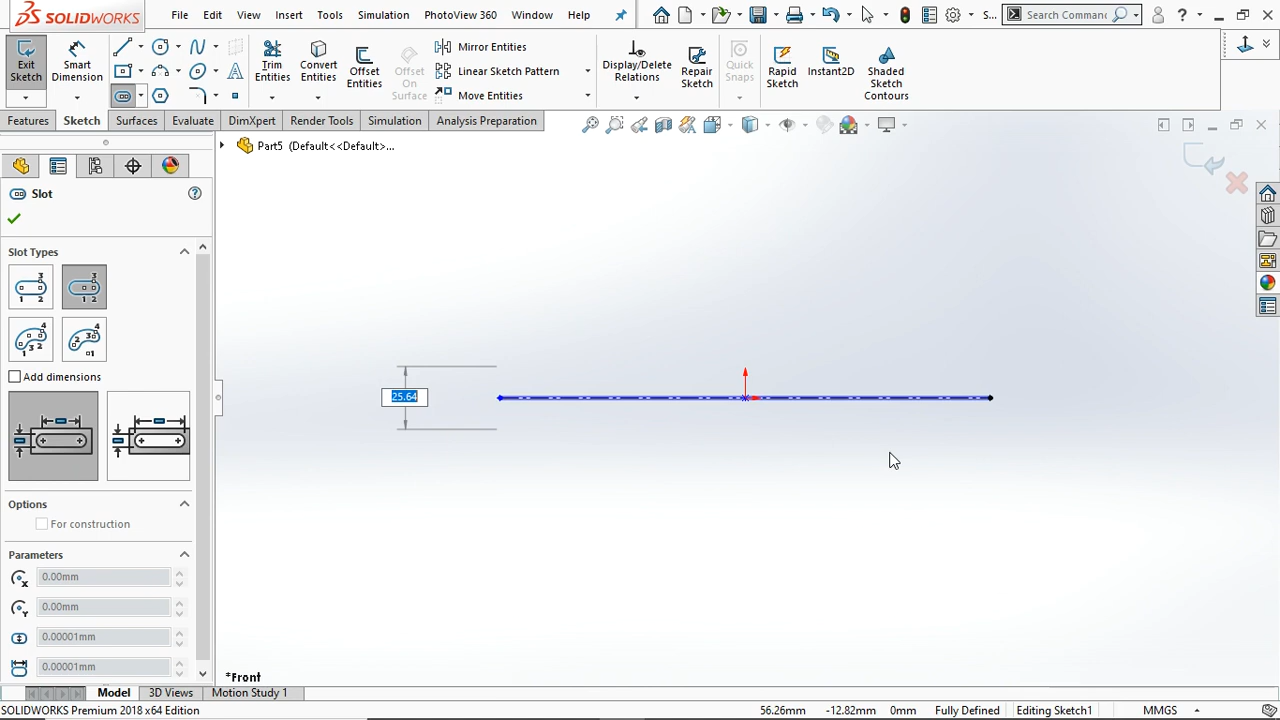 SOLIDWORKS File Edit View Insert Tools Simulation PhotoView 360 Window Help S... Search Commands
Exit Sketch
Smart Dimension
Trim Entities
Convert Entities
Offset Entities
Offset On Surface
Mirror Entities
Linear Sketch Pattern
Move Entities
Display/Delete Relations
Repair Sketch
Quick Snaps
Rapid Sketch
Instant2D
Shaded Sketch Contours
Features Sketch Surfaces Evaluate DimXpert Render Tools Simulation Analysis Preparation
Part5 (Default<<Default>...
Slot
Slot Types
Add dimensions
Options
For construction
Parameters
0.00mm
0.00mm
0.00001mm
0.00001mm
25.64
*Front
Model 3D Views Motion Study 1
SOLIDWORKS Premium 2018 x64 Edition 56.26mm -12.82mm 0mm Fully Defined Editing Sketch1 MMGS